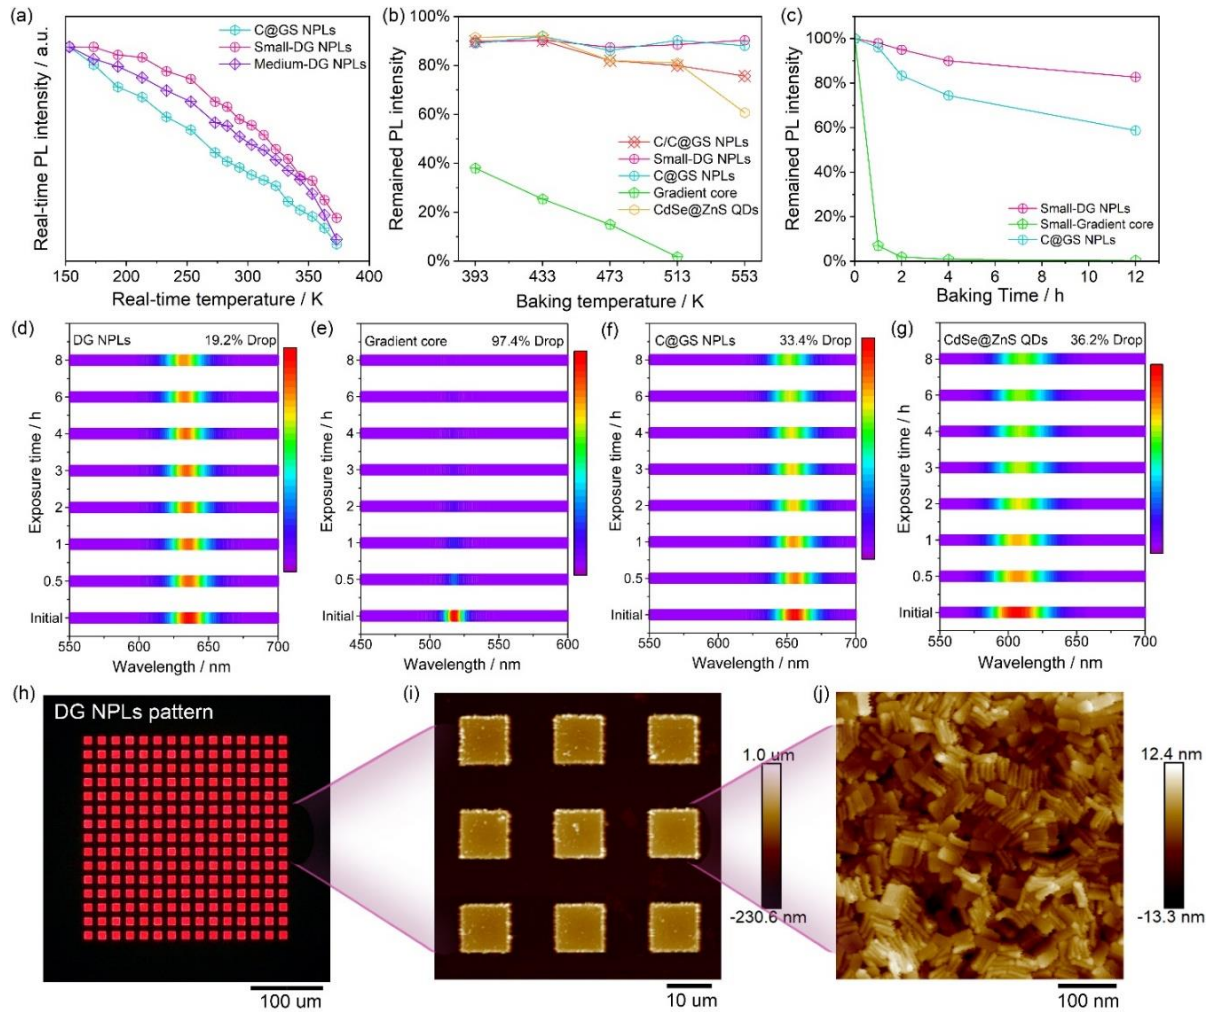 (a)
Real-time PL intensity / a.u.
C@GS NPLs
Small-DG NPLs
Medium-DG NPLs
150 200 250 300 350 400
Real-time temperature / K
(b)
Remained PL intensity
100%
80%
60%
40%
20%
0%
C/C@GS NPLs
Small-DG NPLs
C@GS NPLs
Gradient core
CdSe@ZnS QDs
393 433 473 513 553
Baking temperature / K
(c)
Remained PL intensity
100%
80%
60%
40%
20%
0%
Small-DG NPLs
Small-Gradient core
C@GS NPLs
0 2 4 6 8 10 12
Baking Time / h
(d)
DG NPLs 19.2% Drop
Exposure time / h
8
6
4
3
2
1
0.5
Initial
550 600 650 700
Wavelength / nm
(e)
Gradient core 97.4% Drop
Exposure time / h
8
6
4
3
2
1
0.5
Initial
450 500 550 600
Wavelength / nm
(f)
C@GS NPLs 33.4% Drop
Exposure time / h
8
6
4
3
2
1
0.5
Initial
550 600 650 700
Wavelength / nm
(g)
CdSe@ZnS QDs 36.2% Drop
Exposure time / h
8
6
4
3
2
1
0.5
Initial
550 600 650 700
Wavelength / nm
(h)
DG NPLs pattern
100 um
(i)
1.0 um
-230.6 nm
10 um
(j)
12.4 nm
-13.3 nm
100 nm